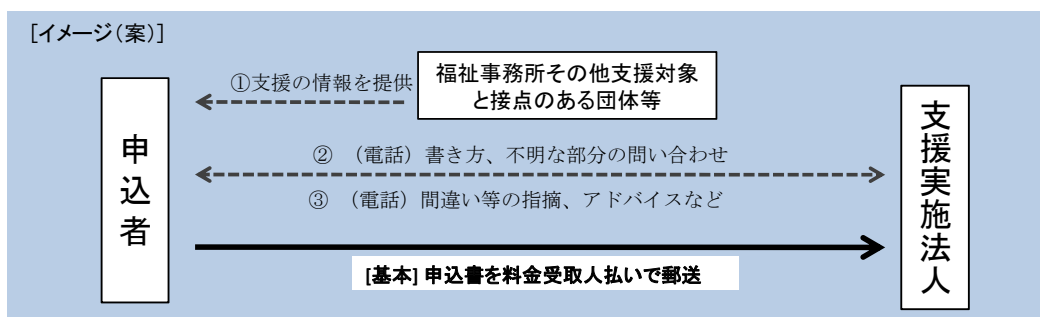 [イメージ(案)]
申込者
①支援の情報を提供
福祉事務所その他支援対象
と接点のある団体等
② (電話) 書き方、不明な部分の問い合わせ
③ (電話) 間違い等の指摘、アドバイスなど
[基本] 申込書を料金受取人払いで郵送
支援実施法人